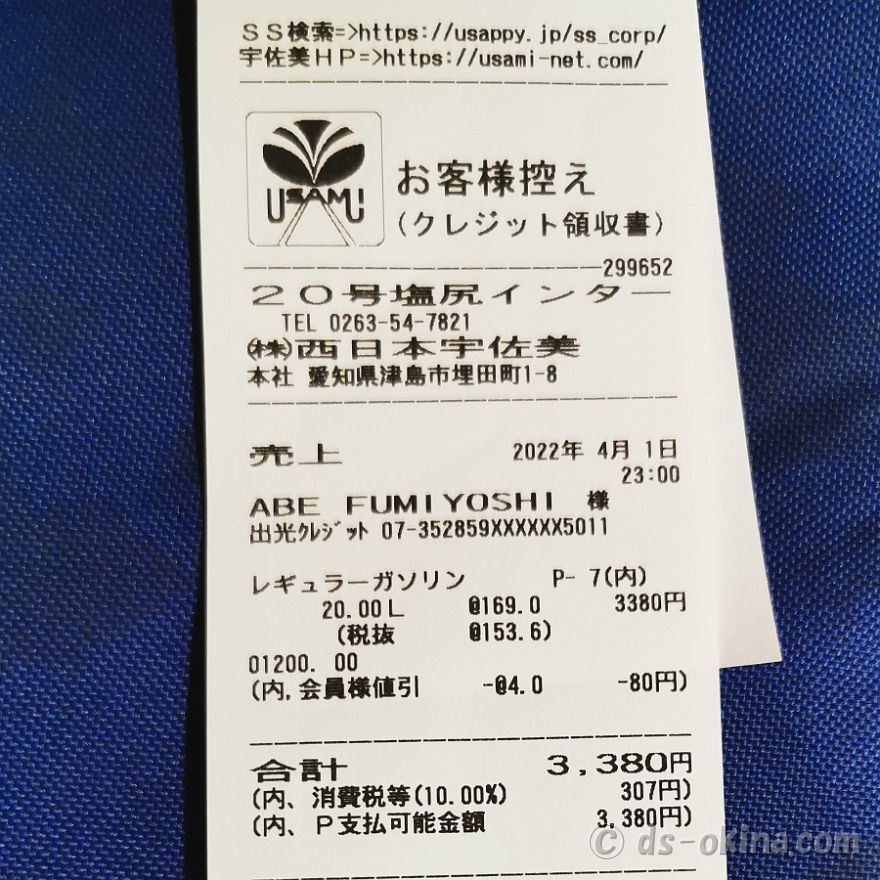 SS検索=>https://usappy.jp/ss_corp/
宇佐美HP=>https://usami-net.com/
USAMI
お客様控え
(クレジット領収書)
299652
20号塩尻インター
TEL 0263-54-7821
㈱西日本宇佐美
本社 愛知県津島市埋田町1-8
売上 2022年 4月 1日
23:00
ABE FUMIYOSHI 様
出光クレジット 07-352859XXXXXX5011
レギュラーガソリン P- 7(内)
20.00L @169.0 3380円
(税抜 @153.6)
01200. 00
(内,会員様値引 -@4.0 -80円)
合計 3,380円
(内、消費税等(10.00%) 307円)
(内、P支払可能金額 3,380円)
© ds-okina.com